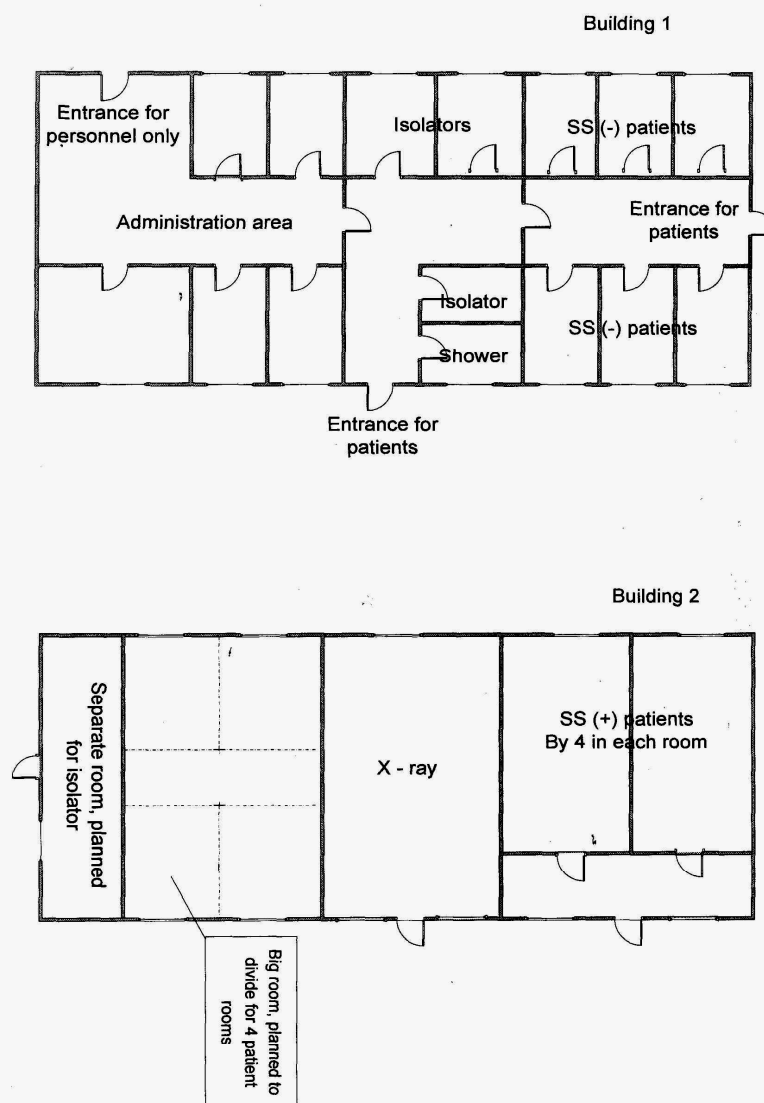 Building 1
Entrance for
personnel only
Isolators
SS (-) patients
Administration area
Entrance for
patients
Isolator
SS (-) patients
Shower
Entrance for
patients
Building 2
Separate room, planned
for isolator
X - ray
SS (+) patients
By 4 in each room
Big room, planned to
divide for 4 patient
rooms